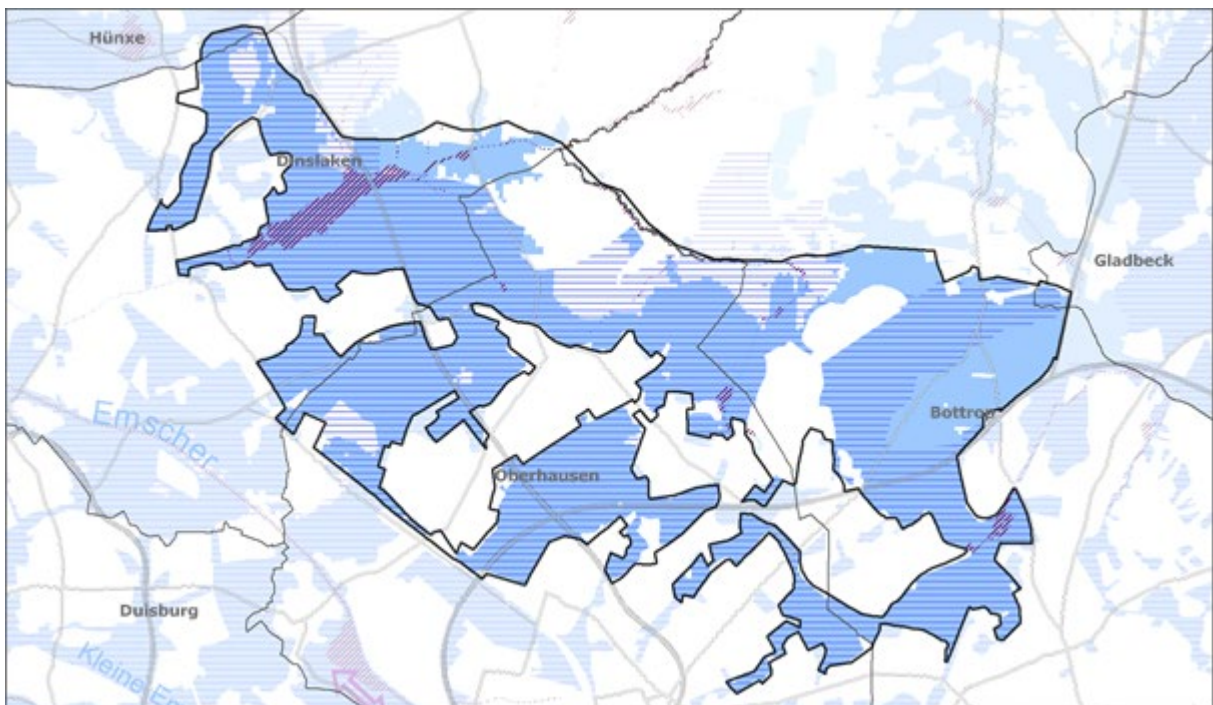 Hünxe
Dinslaken
Gladbeck
Emscher
Bottrop
Oberhausen
Duisburg
Kleine